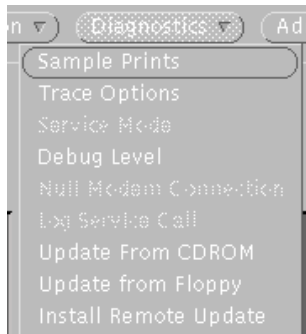 n Diagnostics Ad
Sample Prints
Trace Options
Service Mode
Debug Level
Null Modem Connection
Log Service Call
Update From CDROM
Update from Floppy
Install Remote Update